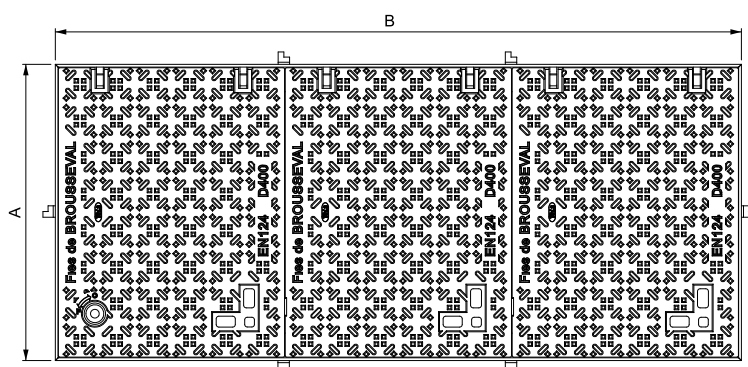 B
A
Fies de BROUSSEVAL
EN124 D400
Fies de BROUSSEVAL
EN124 D400
Fies de BROUSSEVAL
EN124 D400